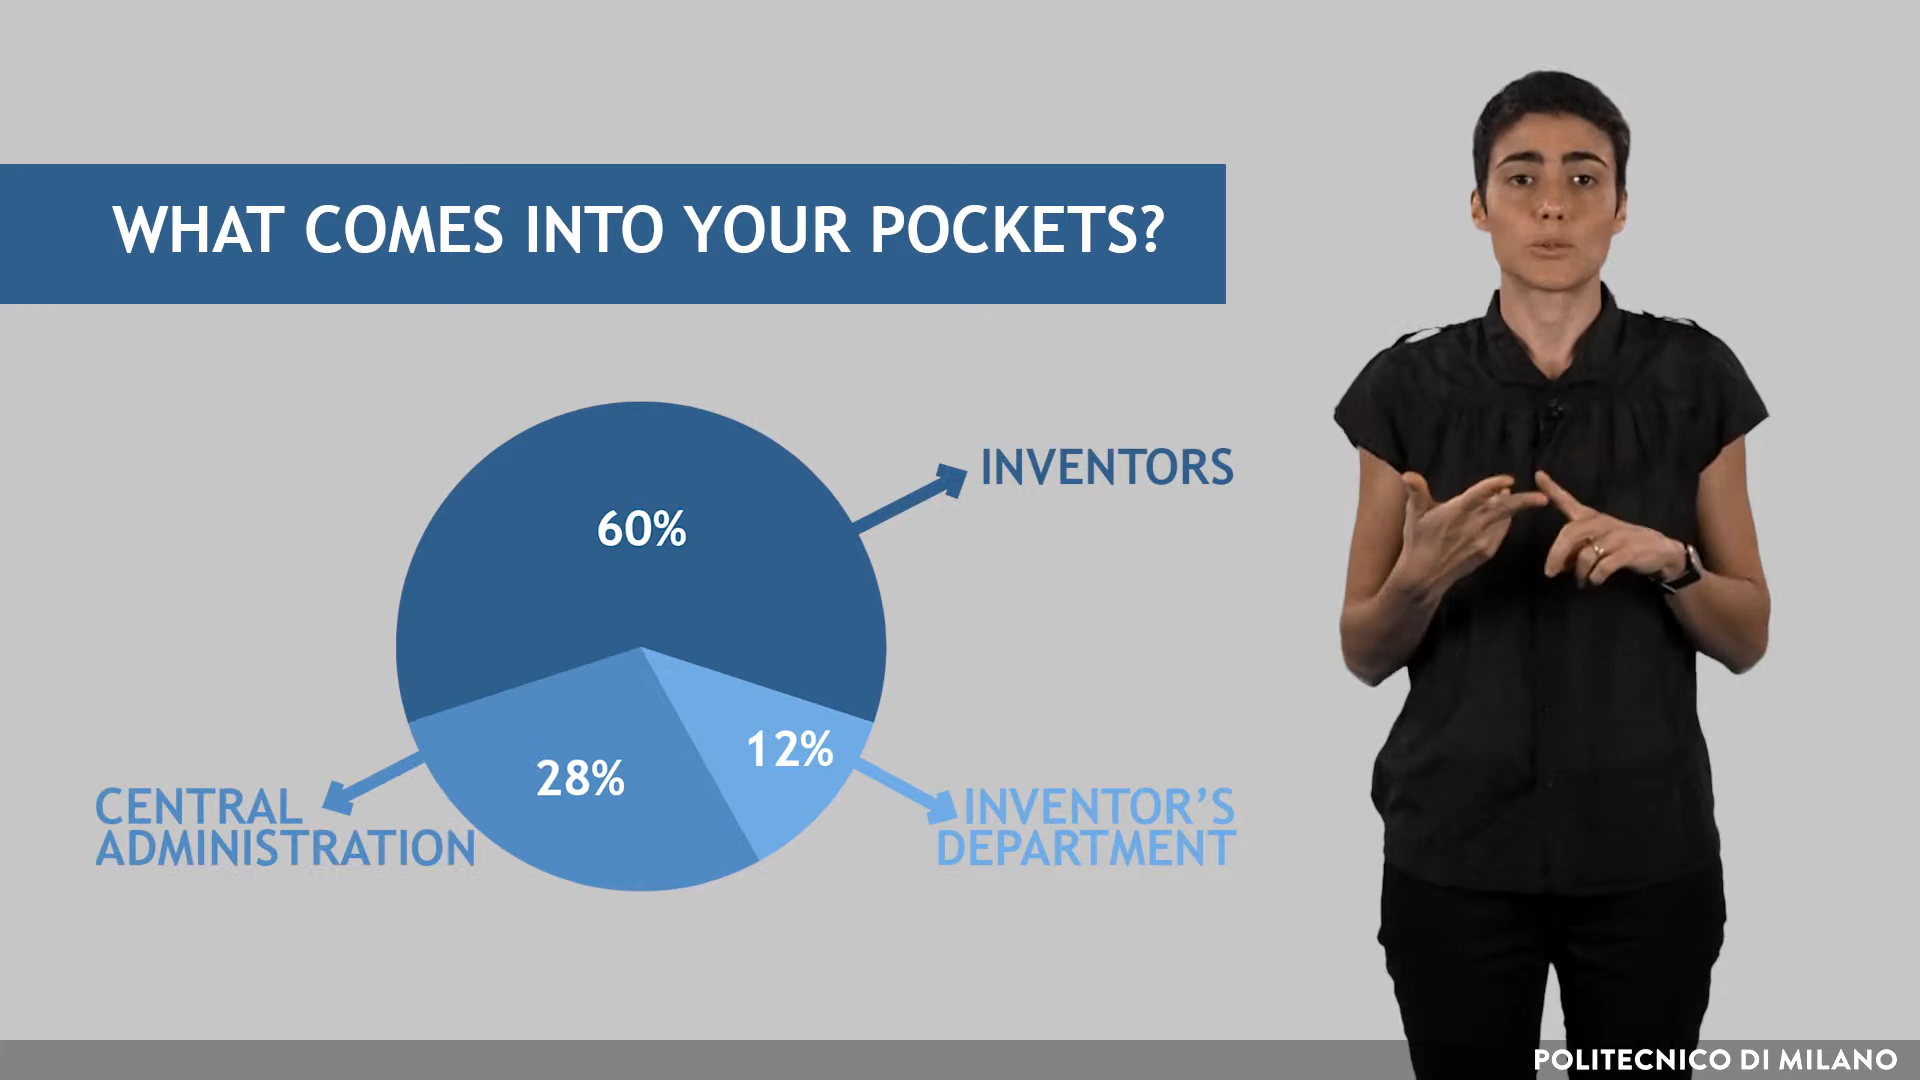 WHAT COMES INTO YOUR POCKETS?
INVENTORS
60%
12%
28%
CENTRAL
ADMINISTRATION
INVENTOR’S
DEPARTMENT
POLITECNICO DI MILANO